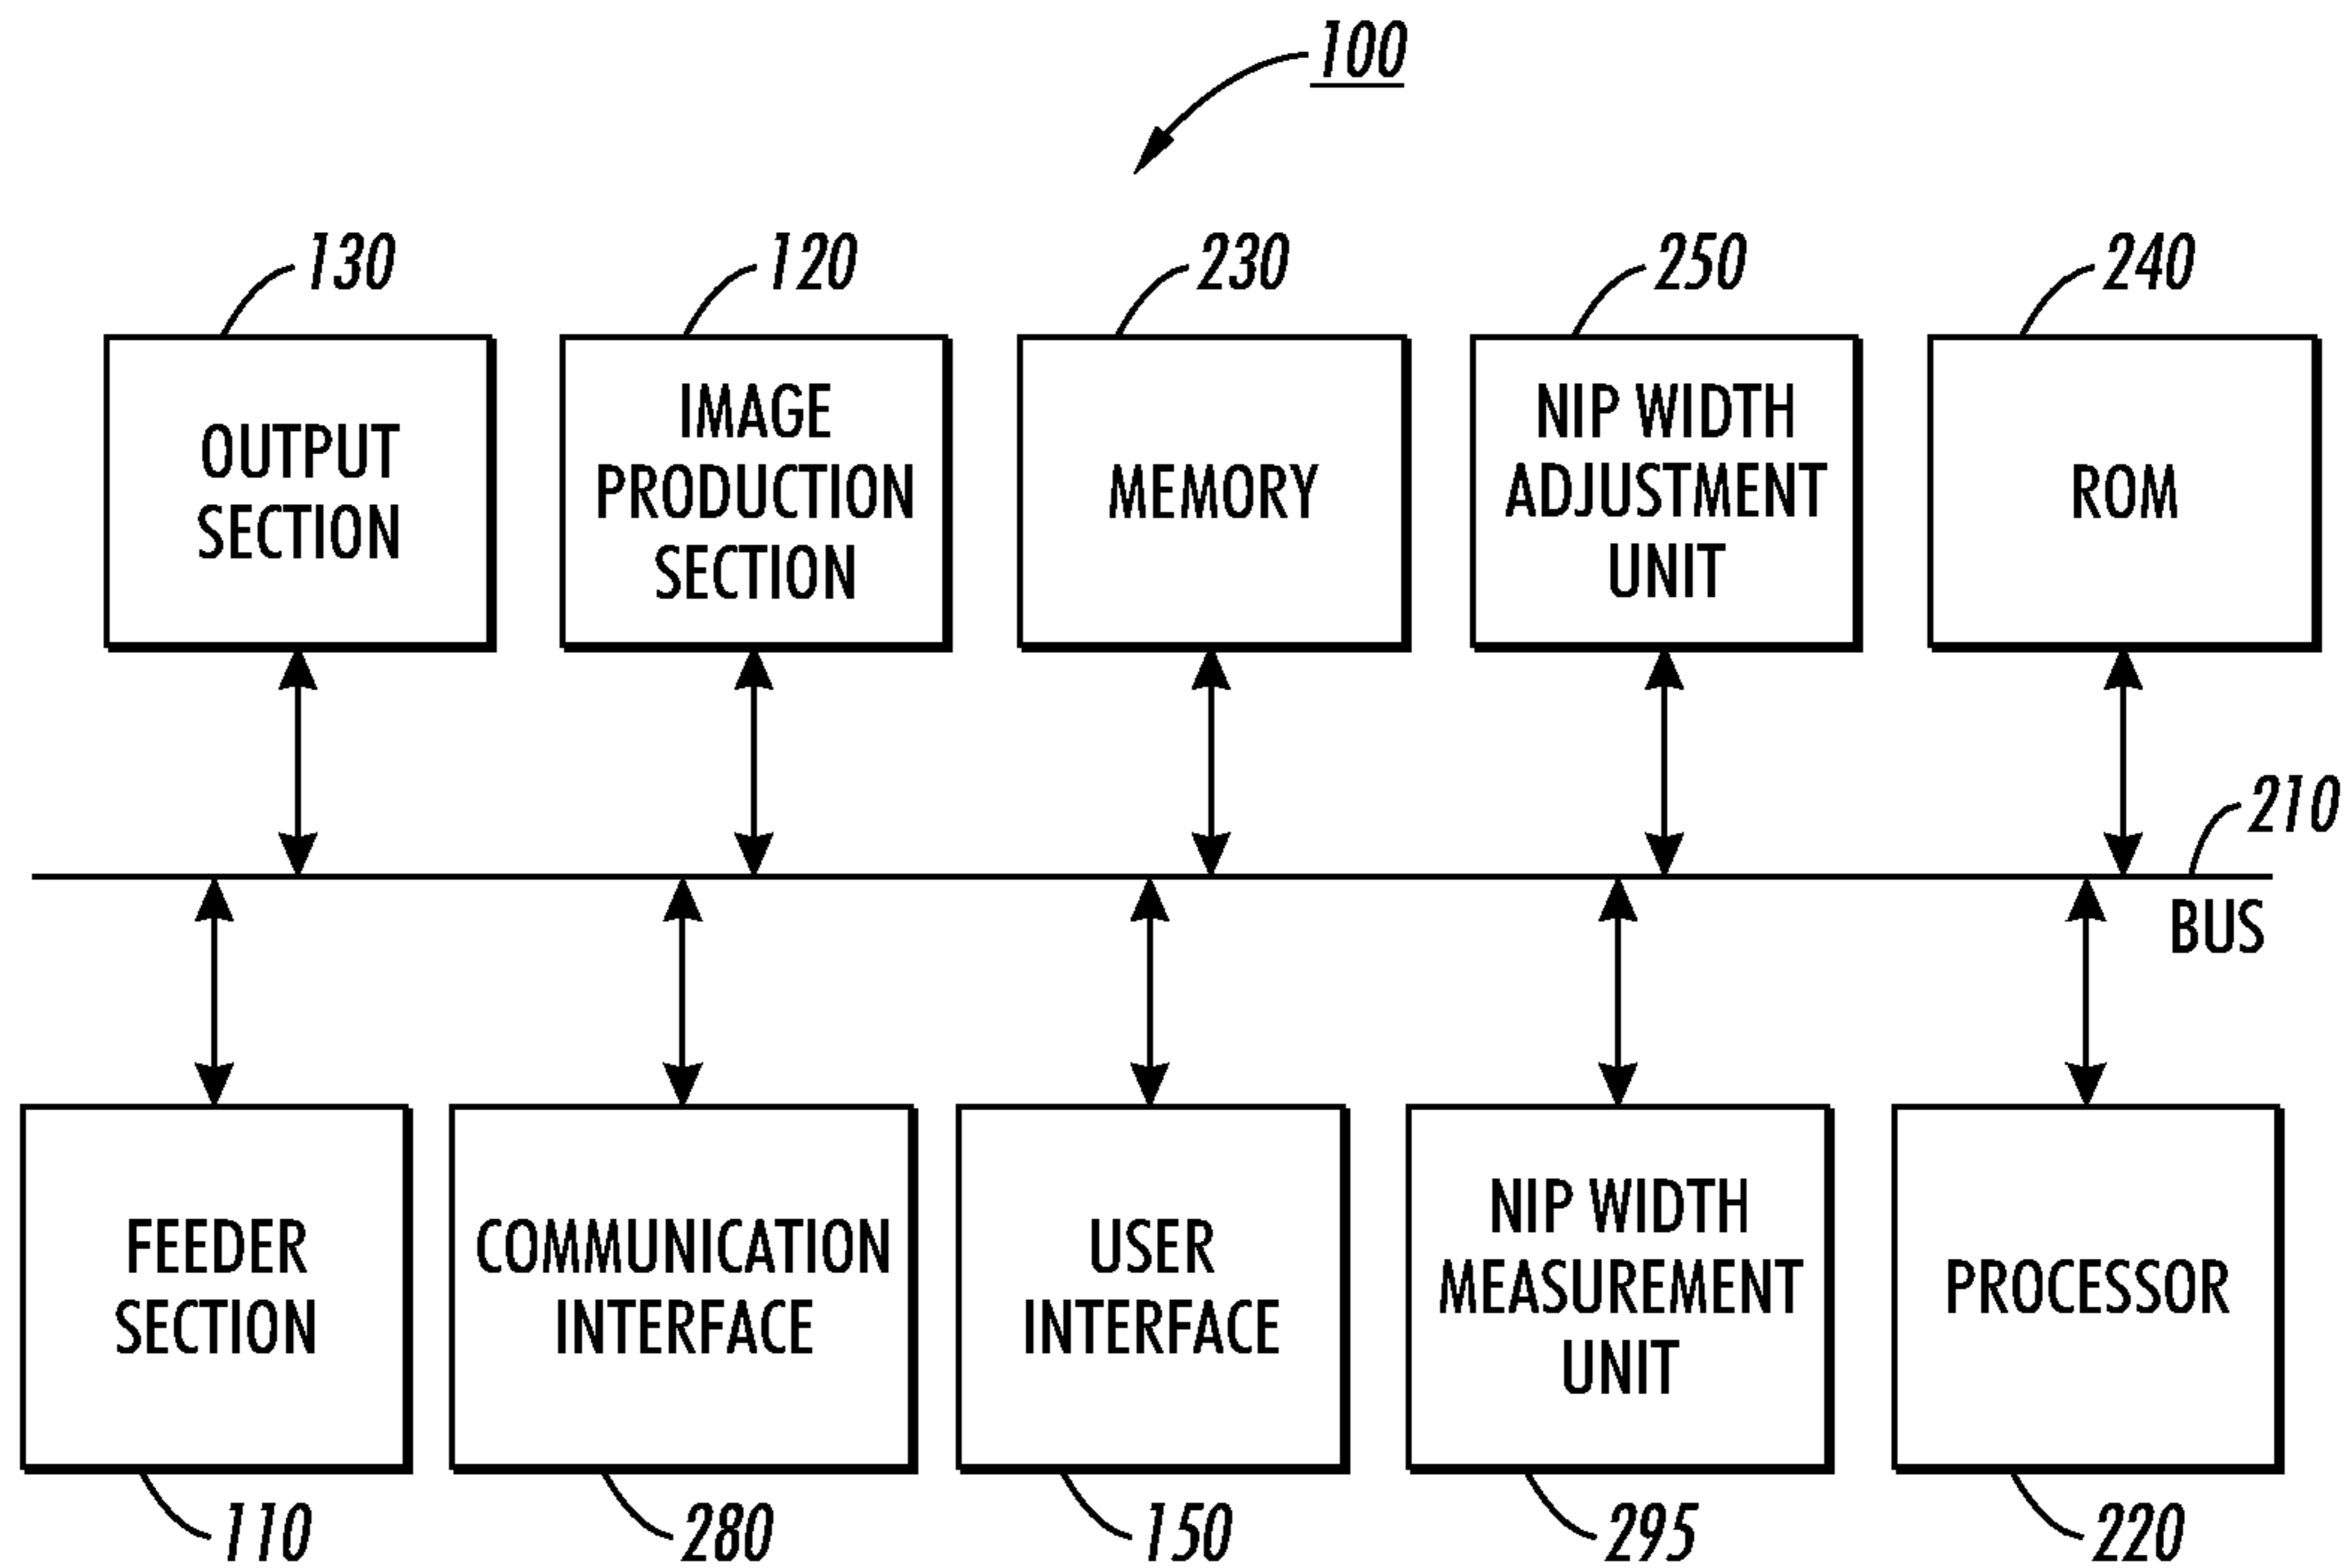 100
130
120
230
250
240
OUTPUT
SECTION
IMAGE
PRODUCTION
SECTION
MEMORY
NIP WIDTH
ADJUSTMENT
UNIT
ROM
210
BUS
FEEDER
SECTION
COMMUNICATION
INTERFACE
USER
INTERFACE
NIP WIDTH
MEASUREMENT
UNIT
PROCESSOR
110
280
150
295
220